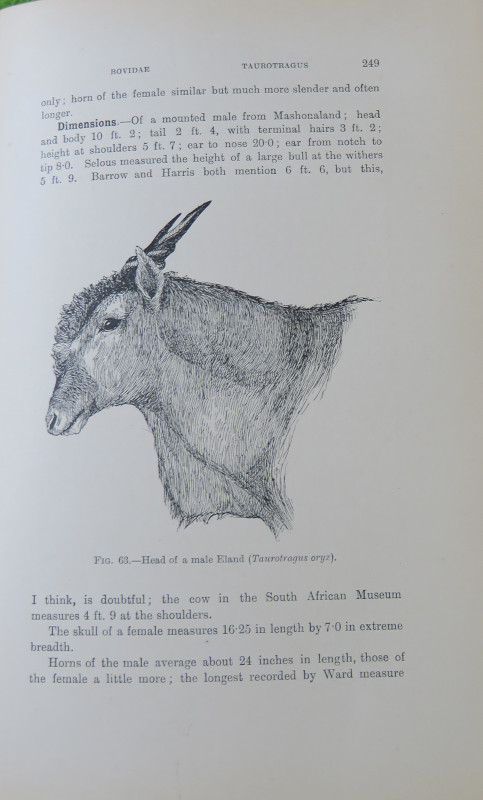 BOVIDAE TAUROTRAGUS 249
only; horn of the female similar but much more slender and often
longer.
Dimensions.—Of a mounted male from Mashonaland; head
and body 10 ft. 2; tail 2 ft. 4, with terminal hairs 3 ft. 2;
height at shoulders 5 ft. 7; ear to nose 20·0; ear from notch to
tip 8·0. Selous measured the height of a large bull at the withers
5 ft. 9. Barrow and Harris both mention 6 ft. 6, but this,
FIG. 63.—Head of a male Eland (Taurotragus oryx).
I think, is doubtful; the cow in the South African Museum
measures 4 ft. 9 at the shoulders.
The skull of a female measures 16·25 in length by 7·0 in extreme
breadth.
Horns of the male average about 24 inches in length, those of
the female a little more; the longest recorded by Ward measure